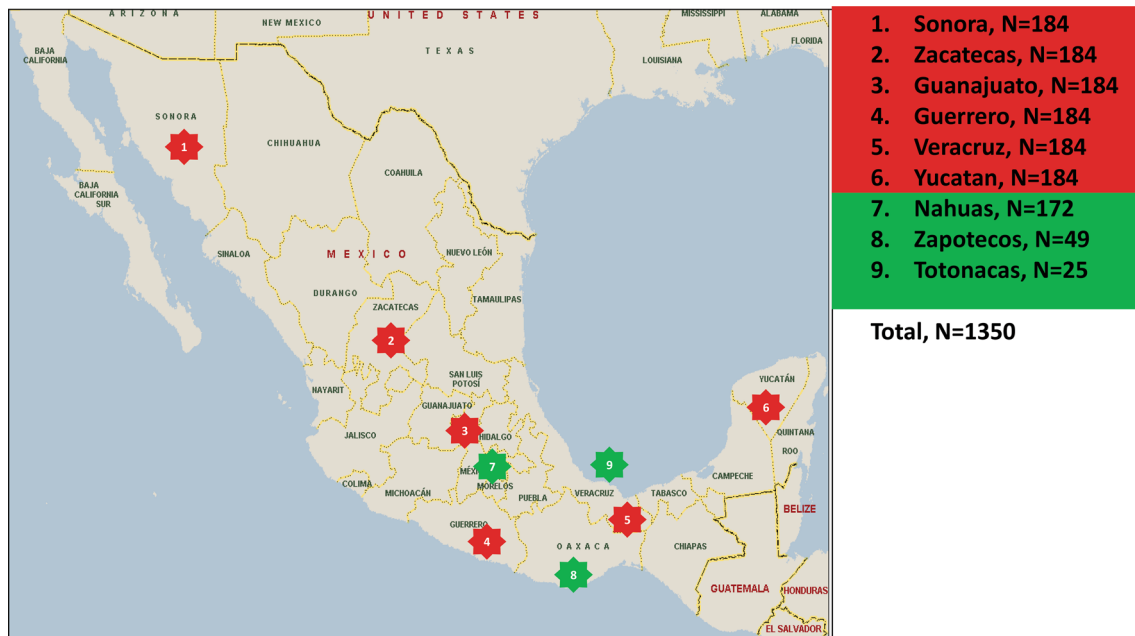 ARIZONA
NEW MEXICO
UNITED STATES
MISSISSIPPI
ALABAMA
FLORIDA
BAJA
CALIFORNIA
TEXAS
LOUISIANA
SONORA
1
CHIHUAHUA
COAHUILA
BAJA
CALIFORNIA
SUR
SINALOA
MEXICO
NUEVO LEÓN
DURANGO
ZACATECAS
TAMAULIPAS
2
SAN LUIS
POTOSÍ
NAYARIT
GUANAJUATO
YUCATÁN
6
3
HIDALGO
JALISCO
QUINTANA
ROO
7
MÉXI
9
COLIMA
MICHOACÁN
MORELOS
PUEBLA
VERACRUZ
TABASCO
CAMPECHE
BELIZE
GUERRERO
4
5
OAXACA
CHIAPAS
8
GUATEMALA
HONDURAS
EL SALVADOR
1. Sonora, N=184
2. Zacatecas, N=184
3. Guanajuato, N=184
4. Guerrero, N=184
5. Veracruz, N=184
6. Yucatan, N=184
7. Nahuas, N=172
8. Zapotecos, N=49
9. Totonacas, N=25
Total, N=1350